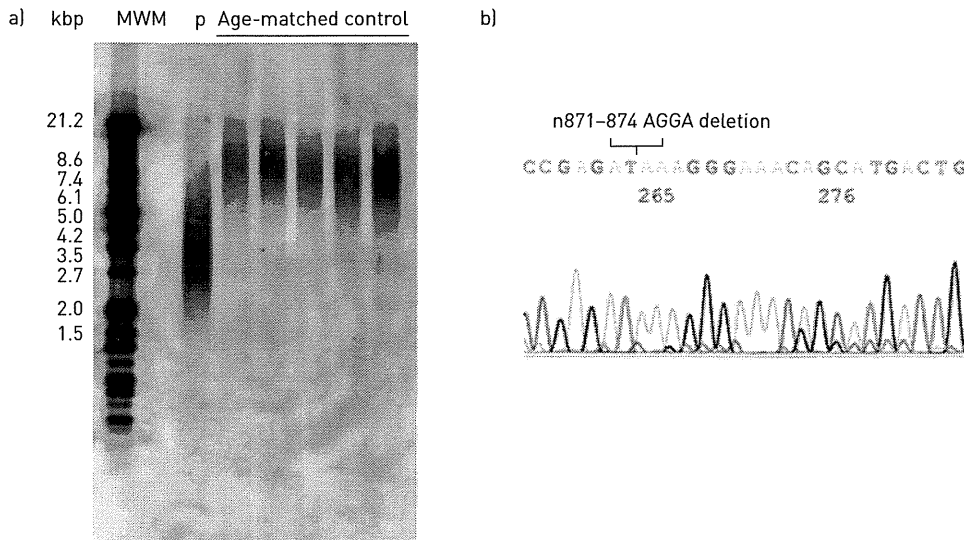 a)
kbp MWM p Age-matched control
21.2
8.6
7.4
6.1
5.0
4.2
3.5
2.7
2.0
1.5
b)
n871–874 AGGA deletion
CCGAGATAAAGGGAAACAGCATGACTG
265 276